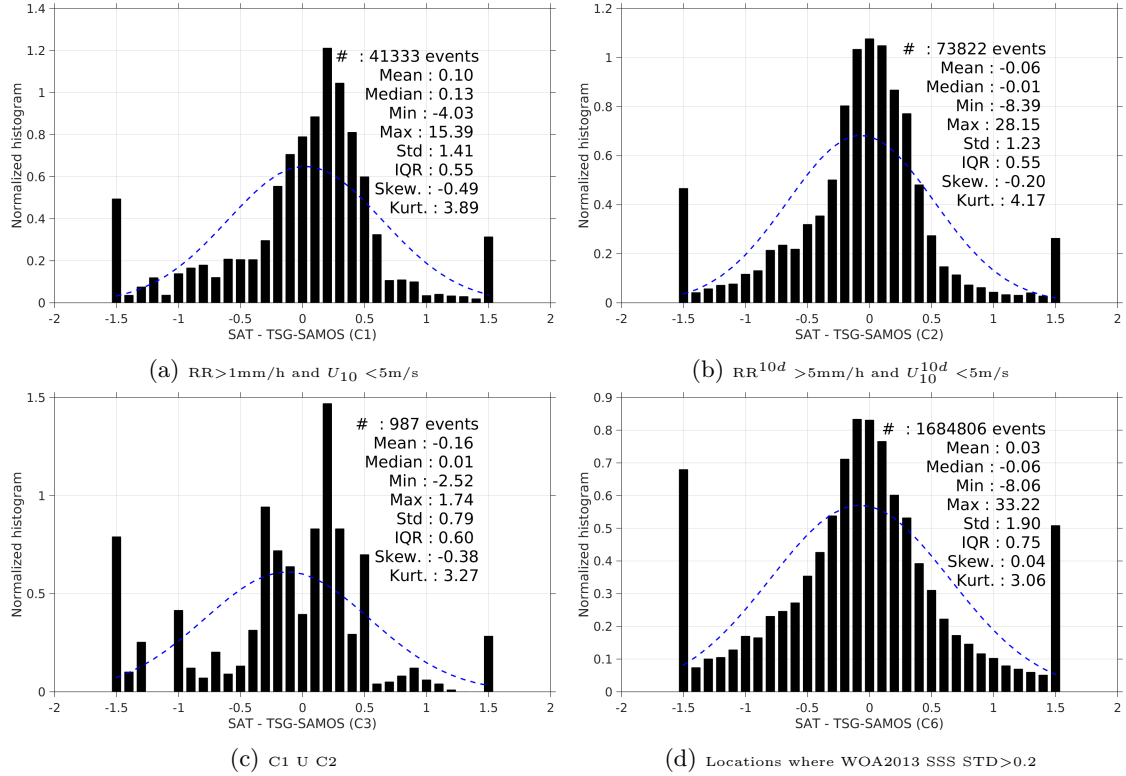 Normalized histogram
1.4
1.2
1
0.8
0.6
0.4
0.2
0
-2 -1.5 -1 -0.5 0 0.5 1 1.5 2
SAT - TSG-SAMOS (C1)
# : 41333 events
Mean : 0.10
Median : 0.13
Min : -4.03
Max : 15.39
Std : 1.41
IQR : 0.55
Skew. : -0.49
Kurt. : 3.89
(a) RR>1mm/h and U10 <5m/s
Normalized histogram
1.2
1
0.8
0.6
0.4
0.2
0
-2 -1.5 -1 -0.5 0 0.5 1 1.5 2
SAT - TSG-SAMOS (C2)
# : 73822 events
Mean : -0.06
Median : -0.01
Min : -8.39
Max : 28.15
Std : 1.23
IQR : 0.55
Skew. : -0.20
Kurt. : 4.17
(b) RR^10d >5mm/h and U10^10d <5m/s
Normalized histogram
1.5
1
0.5
0
-2 -1.5 -1 -0.5 0 0.5 1 1.5 2
SAT - TSG-SAMOS (C3)
# : 987 events
Mean : -0.16
Median : 0.01
Min : -2.52
Max : 1.74
Std : 0.79
IQR : 0.60
Skew. : -0.38
Kurt. : 3.27
(c) C1 U C2
Normalized histogram
0.9
0.8
0.7
0.6
0.5
0.4
0.3
0.2
0.1
0
-2 -1.5 -1 -0.5 0 0.5 1 1.5 2
SAT - TSG-SAMOS (C6)
# : 1684806 events
Mean : 0.03
Median : -0.06
Min : -8.06
Max : 33.22
Std : 1.90
IQR : 0.75
Skew. : 0.04
Kurt. : 3.06
(d) Locations where WOA2013 SSS STD>0.2